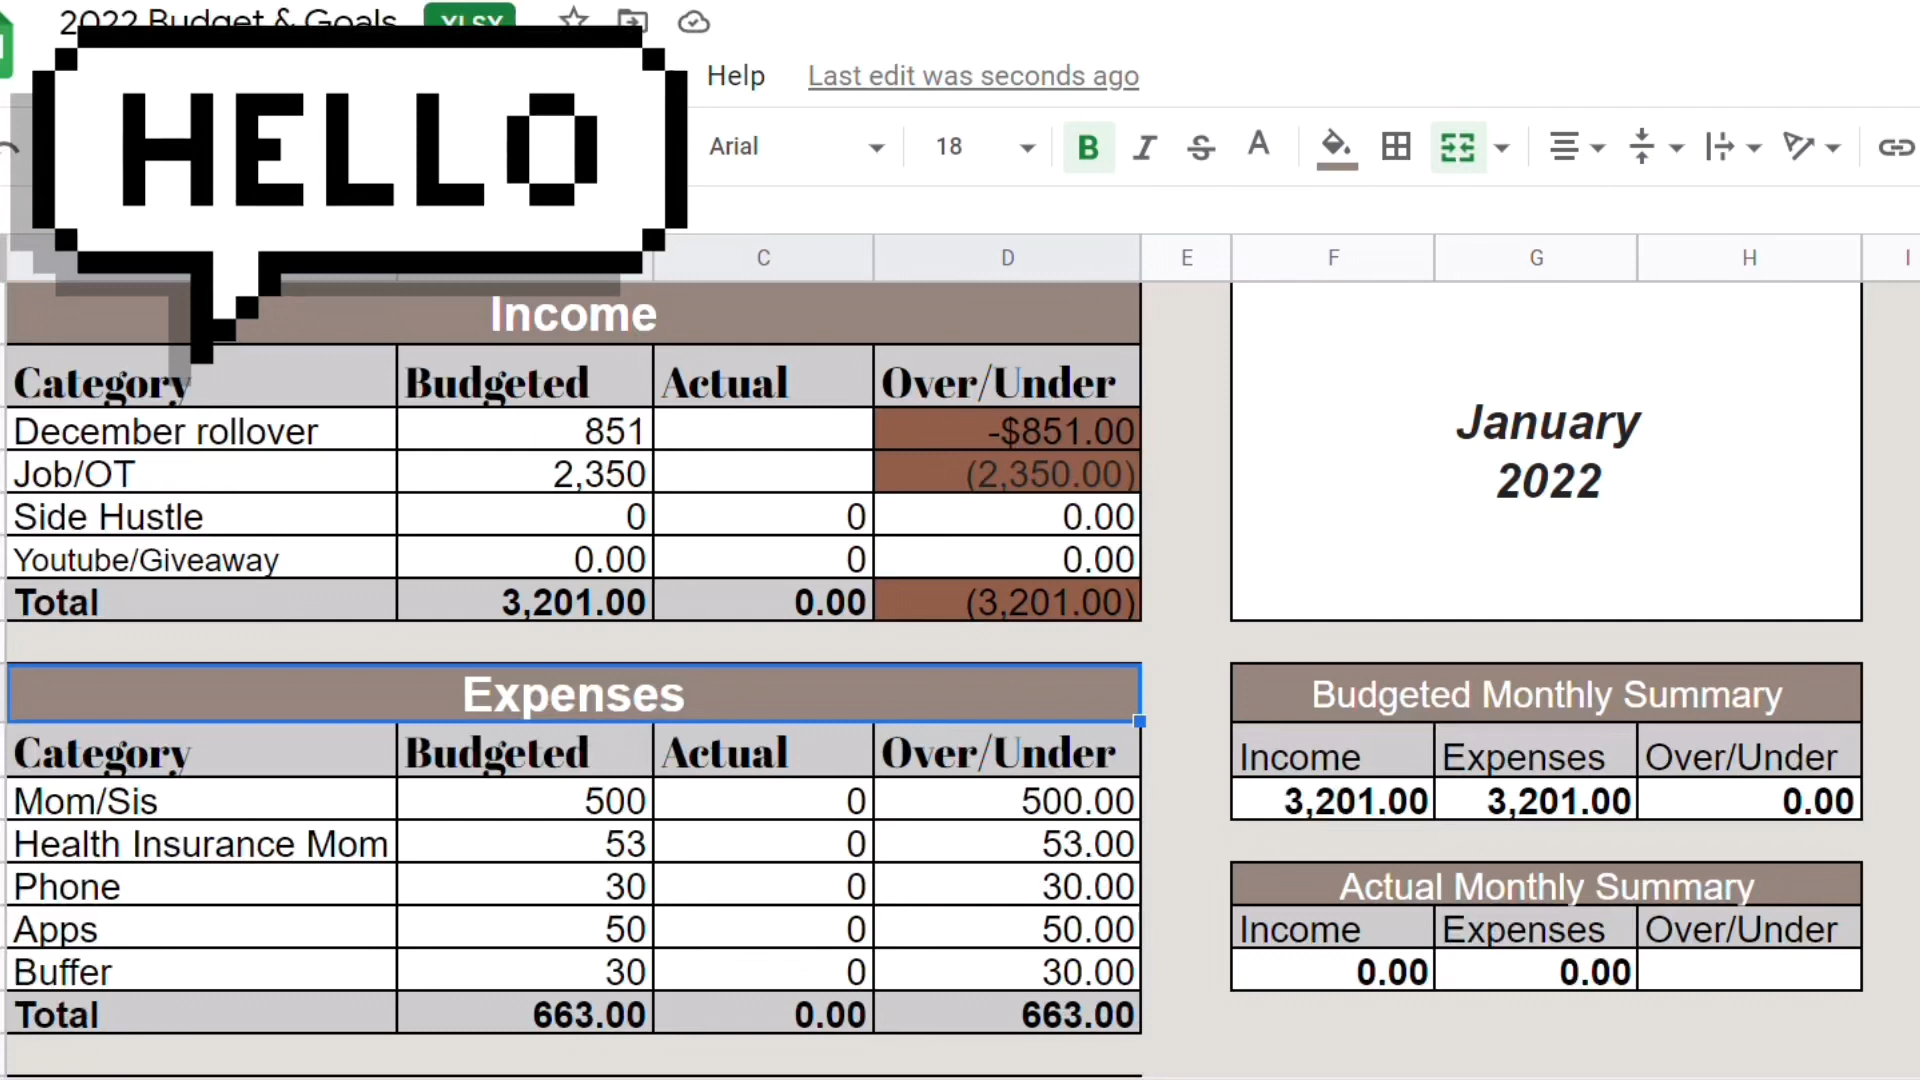 2022 Budget & Goals XLSX
HELLO
Help Last edit was seconds ago
Arial 18 B I S A
C D E F G H I
Income
Category Budgeted Actual Over/Under
December rollover 851 -$851.00
Job/OT 2,350 (2,350.00)
Side Hustle 0 0 0.00
Youtube/Giveaway 0.00 0 0.00
Total 3,201.00 0.00 (3,201.00)
January
2022
Expenses
Category Budgeted Actual Over/Under
Mom/Sis 500 0 500.00
Health Insurance Mom 53 0 53.00
Phone 30 0 30.00
Apps 50 0 50.00
Buffer 30 0 30.00
Total 663.00 0.00 663.00
Budgeted Monthly Summary
Income Expenses Over/Under
3,201.00 3,201.00 0.00
Actual Monthly Summary
Income Expenses Over/Under
0.00 0.00